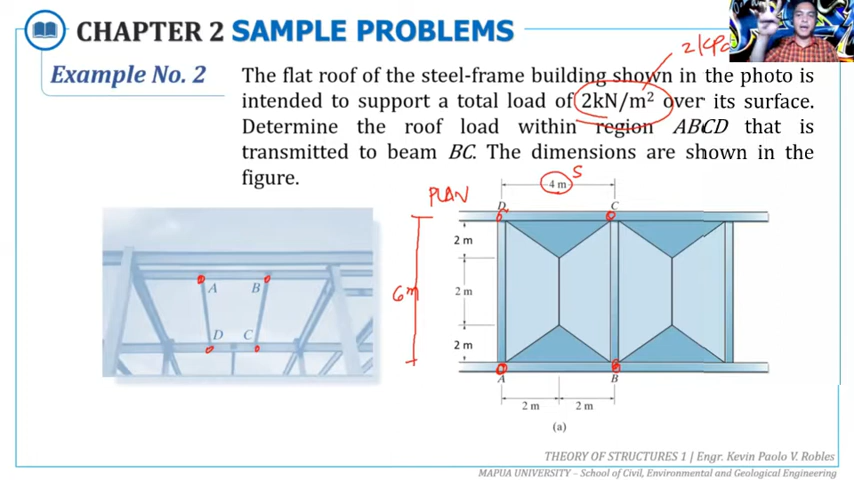 CHAPTER 2 SAMPLE PROBLEMS
2kPa
Example No. 2
The flat roof of the steel-frame building shown in the photo is
intended to support a total load of 2kN/m² over its surface.
Determine the roof load within region ABCD that is
transmitted to beam BC. The dimensions are shown in the
figure.
PLAN
4 m
S
D
C
2 m
2 m
2 m
6m
A
B
D
C
A
B
2 m
2 m
(a)
THEORY OF STRUCTURES 1 | Engr. Kevin Paolo V. Robles
MAPUA UNIVERSITY – School of Civil, Environmental and Geological Engineering